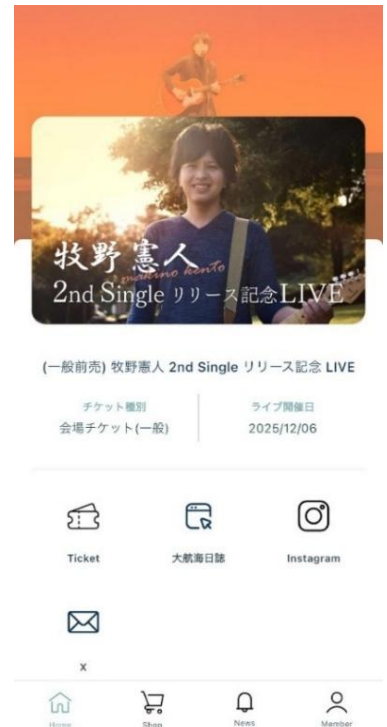 牧野憲人
makino kento
2nd Single リリース記念LIVE
(一般前売) 牧野憲人 2nd Single リリース記念 LIVE
チケット種別
会場チケット(一般)
ライブ開催日
2025/12/06
Ticket
大航海日誌
Instagram
X
Home
Shop
News
Member